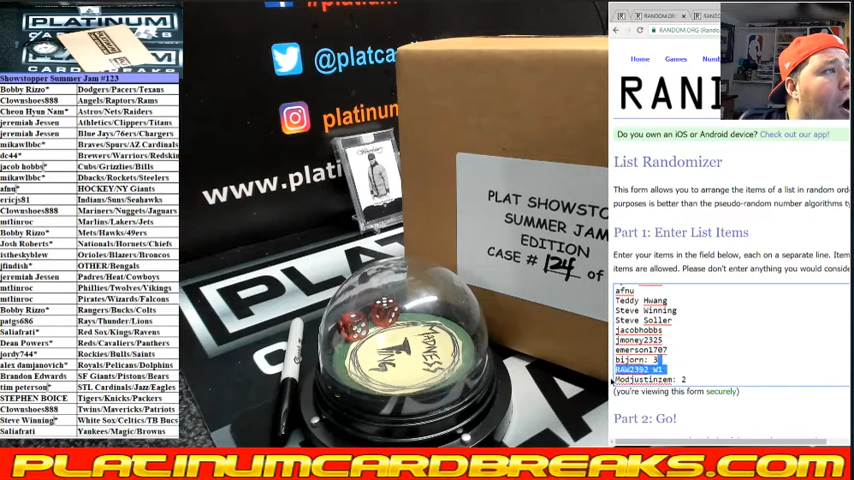 PLATINUM
Showstopper Summer Jam #123
Bobby Rizzo* Dodgers/Pacers/Texans
Clownshoes888 Angels/Raptors/Rams
Cheon Hyun Nam* Astros/Nets/Raiders
jeremiah Jessen Athletics/Clippers/Titans
jeremiah Jessen Blue Jays/76ers/Chargers
mikawlbbc* Braves/Spurs/AZ Cardinals
dc44* Brewers/Warriors/Redskin
jacob hobbs* Cubs/Grizzlies/Bills
mikawlbbc* Dbacks/Rockets/Steelers
afnu* HOCKEY/NY Giants
ericjs81 Indians/Suns/Seahawks
Clownshoes888 Mariners/Nuggets/Jaguars
mtlinroc Marlins/Lakers/Jets
Bobby Rizzo* Mets/Hawks/49ers
Josh Roberts* Nationals/Hornets/Chiefs
istheskyblew Orioles/Blazers/Broncos
jfindish* OTHER/Bengals
jeremiah Jessen Padres/Heat/Cowboys
mtlinroc Phillies/Twolves/Vikings
mtlinroc Pirates/Wizards/Falcons
Bobby Rizzo* Rangers/Bucks/Colts
patgs686 Rays/Thunder/Lions
Saliafrati* Red Sox/Kings/Ravens
Dean Powers* Reds/Cavaliers/Panthers
jordy744* Rockies/Bulls/Saints
alex damjanovich* Royals/Pelicans/Dolphins
Brandon Edwards SF Giants/Pistons/Bears
tim peterson* STL Cardinals/Jazz/Eagles
STEPHEN BOICE Tigers/Knicks/Packers
Clownshoes888 Twins/Mavericks/Patriots
Steve Winning* White Sox/Celtics/TB Bucs
Saliafrati Yankees/Magic/Browns
#platinum
@platcar
platinum
www.
PLAT SHOWSTO
SUMMER JAM
EDITION
CASE # 124 of
MADNESS
RANDOM.ORG
Home Games Num
RAND
Do you own an iOS or Android device? Check out our app!
List Randomizer
This form allows you to arrange the items of a list in random ord
purposes is better than the pseudo-random number algorithms ty
Part 1: Enter List Items
Enter your items in the field below, each on a separate line. Item
items are allowed. Please don't enter anything you would conside
afnu
Teddy Hwang
Steve Winning
Steve Soller
jacobhobbs
jmoney2325
emerson1707
bijorn: 3
RAW2392 W1
Modjustinzem: 2
(you're viewing this form securely)
Part 2: Go!
PLATINUMCARDBREAKS.COM